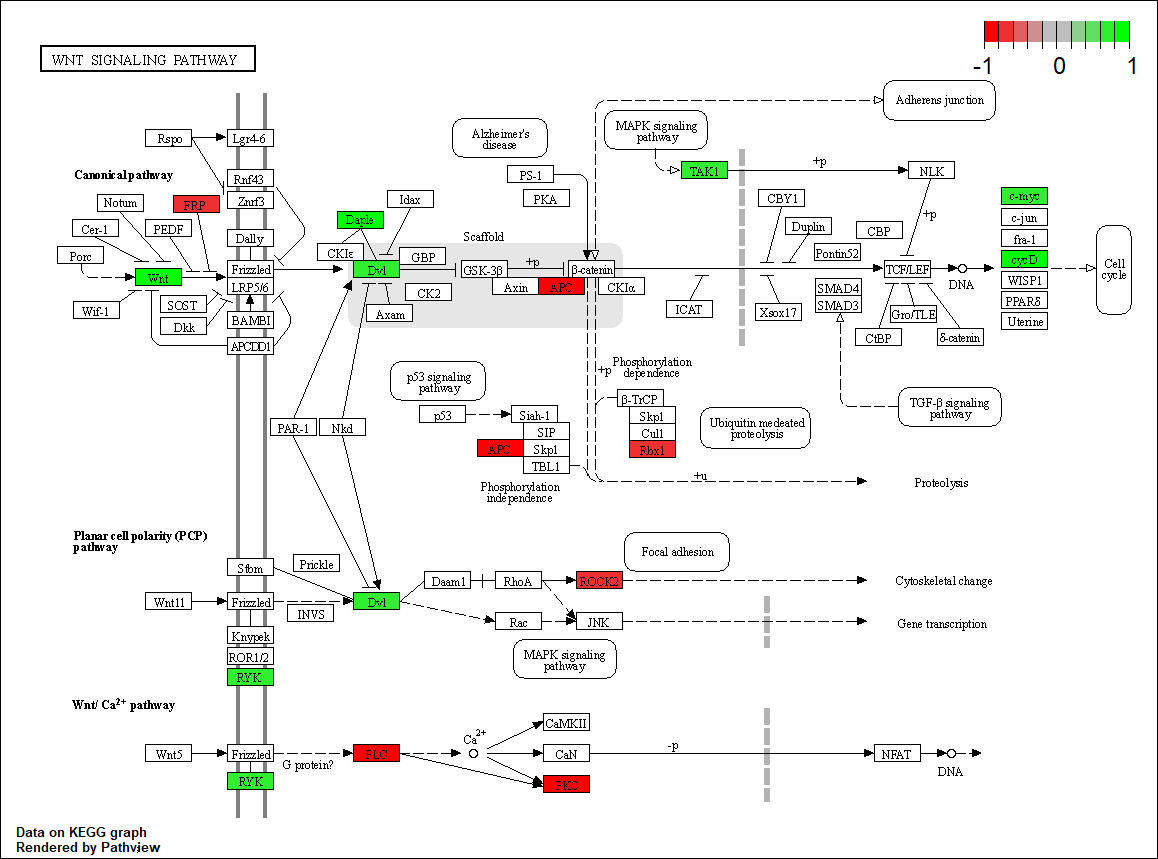 WNT SIGNALING PATHWAY
-1 0 1
Adherens junction
Alzheimer's
disease
MAPK signaling
pathway
Rspo
Lgr4-6
+p
PS-1
TAK1
NLK
Canonical pathway
Rnf43
PKA
CBY1
c-myc
Notum
FRP
Znrf3
Idax
+p
c-jun
Cer-1
PEDF
Daple
Duplin
CBP
fra-1
Dally
Scaffold
Porc
CKIε
GBP
Pontin52
cycD
Cell
cycle
Wnt
Frizzled
Dvl
GSK-3β
+p
β-catenin
TCF/LEF
DNA
WISP1
LRP5/6
CK2
Axin
APC
CKIα
SMAD4
PPARδ
SOST
SMAD3
Wif-1
BAMBI
Axam
ICAT
Xsox17
Gro/TLE
Uterine
Dkk
APCDD1
CtBP
δ-catenin
Phosphorylation
dependence
+p
p53 signaling
pathway
β-TrCP
TGF-β signaling
pathway
p53
Siah-1
Skp1
Ubiquitin medeated
proteolysis
PAR-1
Nkd
SIP
Cul1
APC
Skp1
Rbx1
TBL1
+u
Proteolysis
Phosphorylation
independence
Planar cell polarity (PCP)
pathway
Focal adhesion
Stbm
Prickle
Daam1
RhoA
ROCK2
Cytoskeletal change
Wnt11
Frizzled
Dvl
INVS
Rac
JNK
Gene transcription
Knypek
ROR1/2
MAPK signaling
pathway
RYK
Wnt/ Ca2+ pathway
CaMKII
Ca2+
Wnt5
Frizzled
G protein?
PLC
CaN
-p
NFAT
DNA
RYK
PKC
Data on KEGG graph
Rendered by Pathview